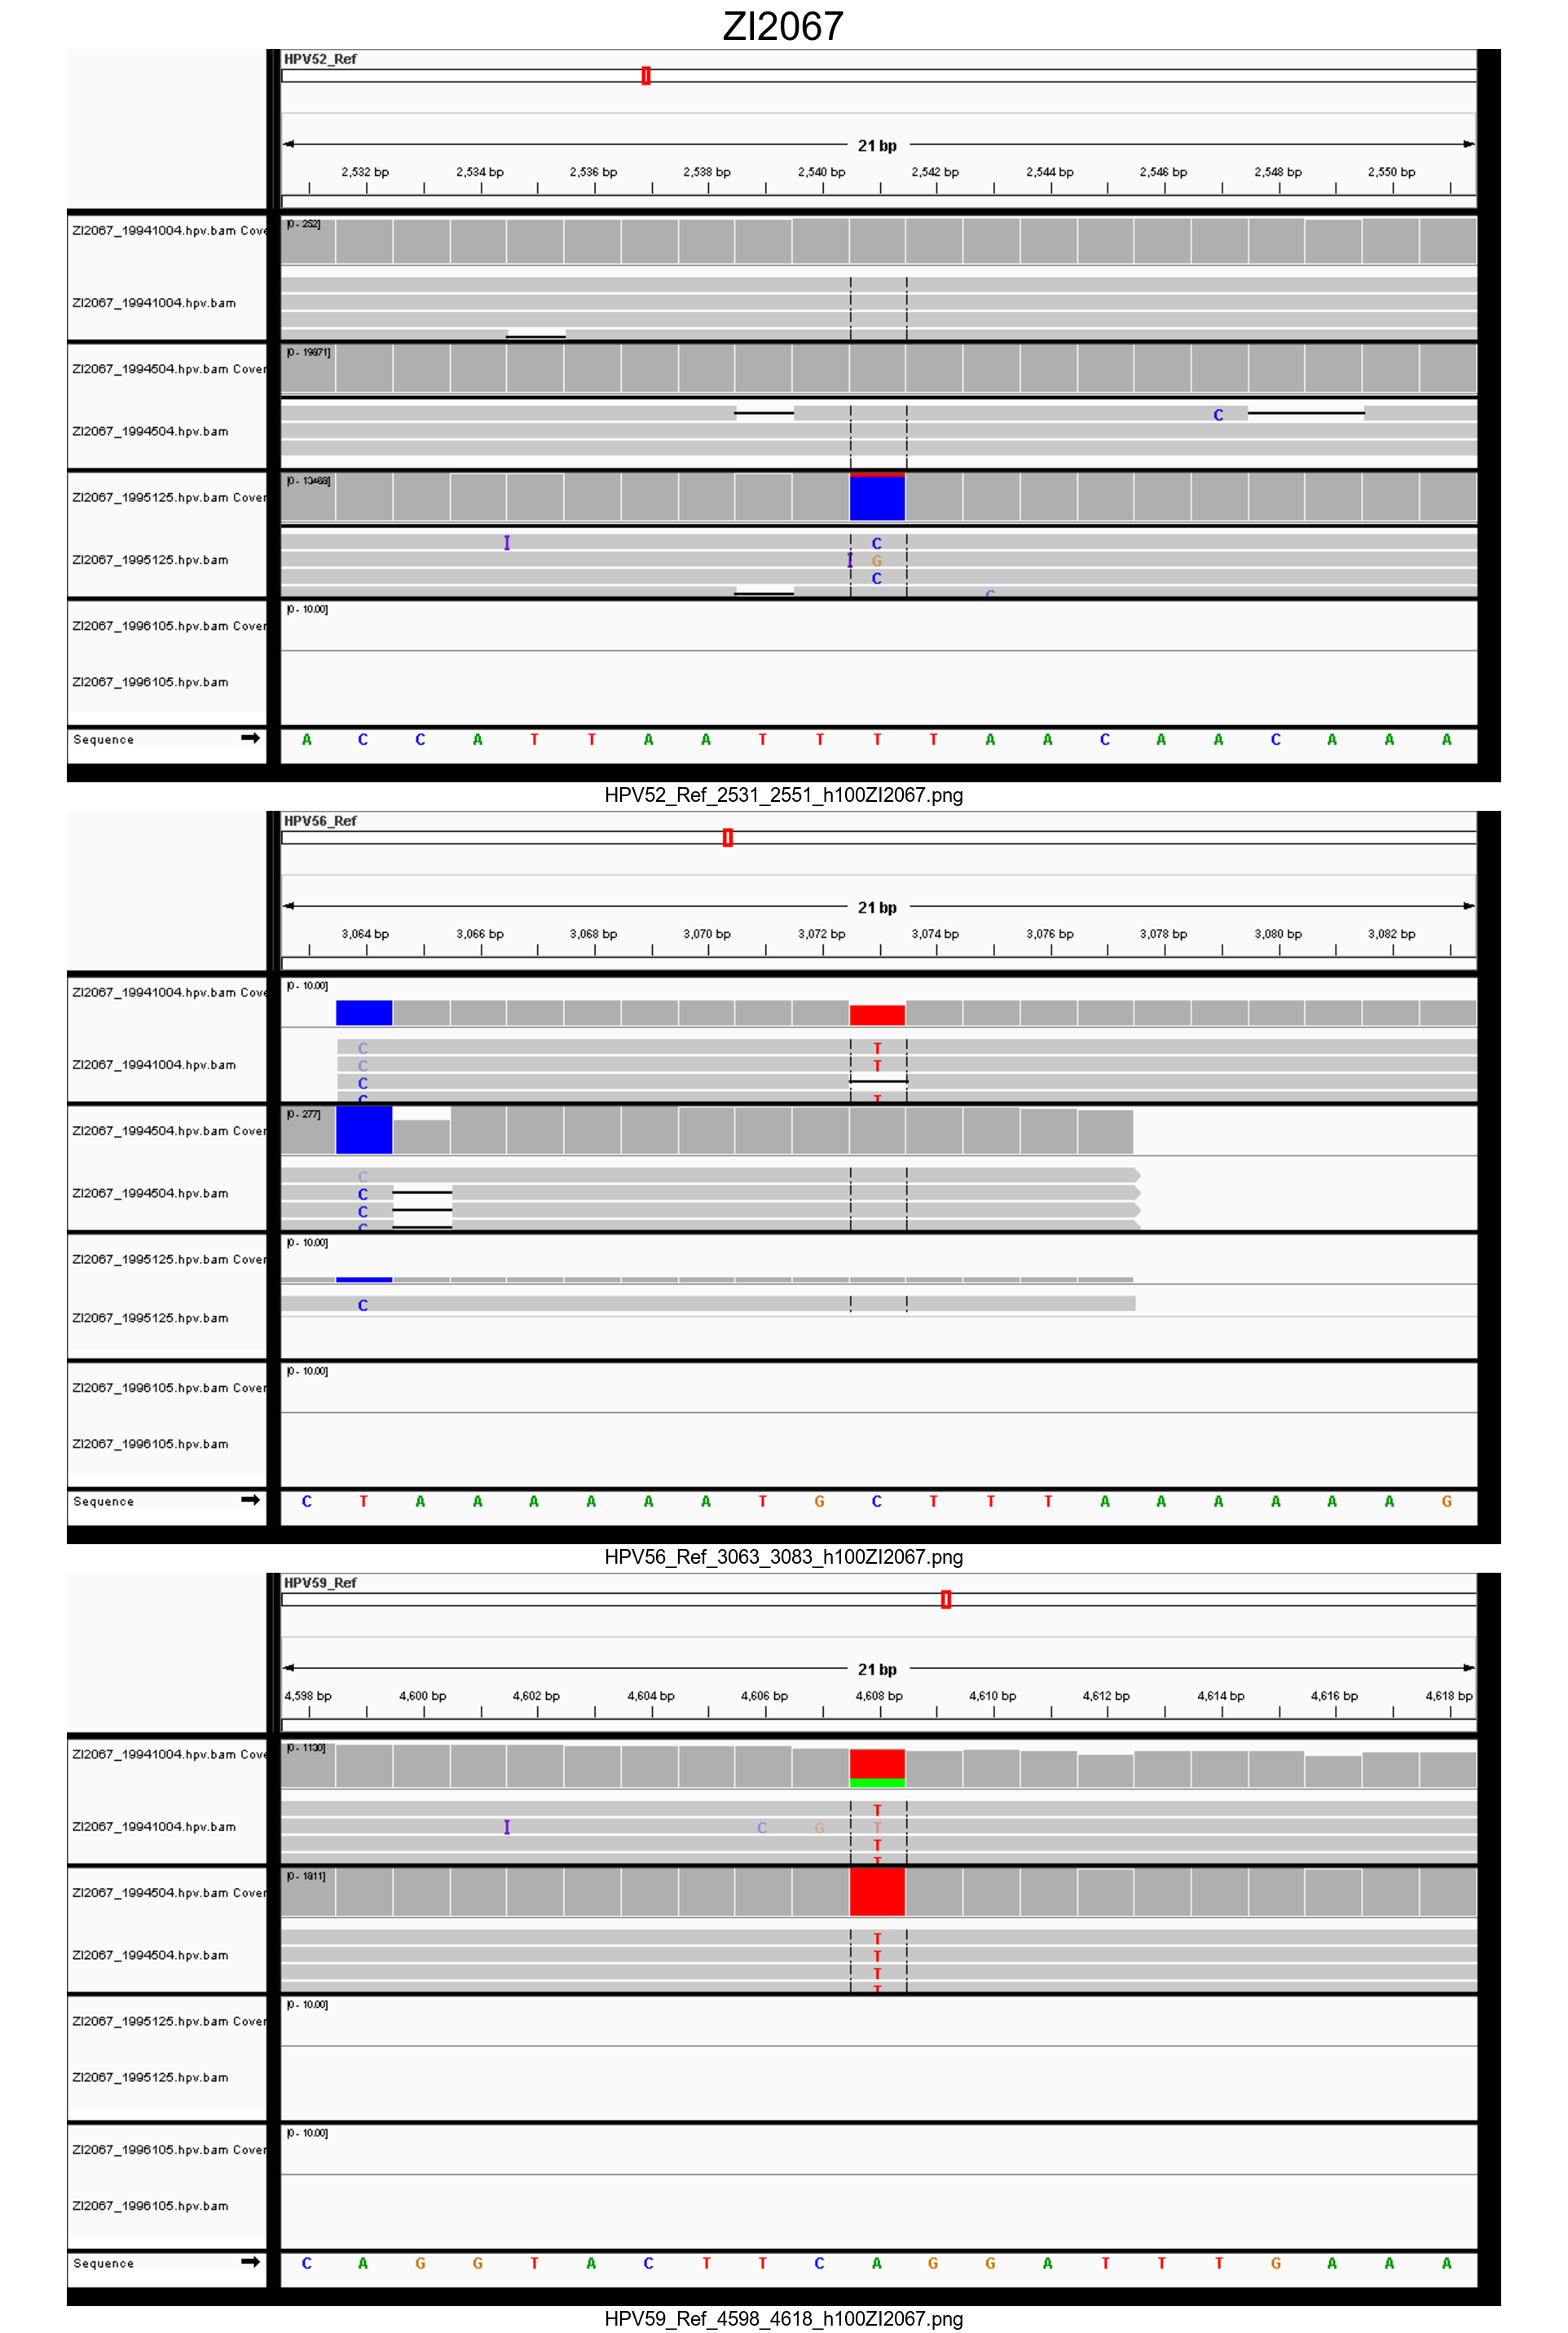 ZI2067
HPV52_Ref
21 bp
2,532 bp 2,534 bp 2,536 bp 2,538 bp 2,540 bp 2,542 bp 2,544 bp 2,546 bp 2,548 bp 2,550 bp
ZI2067_19941004.hpv.bam Cove
[0 - 252]
ZI2067_19941004.hpv.bam
ZI2067_1994504.hpv.bam Cover
[0 - 19871]
C
ZI2067_1994504.hpv.bam
ZI2067_1995125.hpv.bam Cover
I C
ZI2067_1995125.hpv.bam
I G
C
C
ZI2067_1996105.hpv.bam Cover
[0 - 10.00]
ZI2067_1996105.hpv.bam
Sequence A C C A T T A A T T T T A A C A A C A A A
HPV52_Ref_2531_2551_h100ZI2067.png
HPV56_Ref
21 bp
3,064 bp 3,066 bp 3,068 bp 3,070 bp 3,072 bp 3,074 bp 3,076 bp 3,078 bp 3,080 bp 3,082 bp
ZI2067_19941004.hpv.bam Cove
[0 - 10.00]
C T
ZI2067_19941004.hpv.bam
C T
C
C T
ZI2067_1994504.hpv.bam Cover
[0 - 277]
C
ZI2067_1994504.hpv.bam
C
C
C
ZI2067_1995125.hpv.bam Cover
[0 - 10.00]
C
ZI2067_1995125.hpv.bam
ZI2067_1996105.hpv.bam Cover
[0 - 10.00]
ZI2067_1996105.hpv.bam
Sequence C T A A A A A A T G C T T T A A A A A A G
HPV56_Ref_3063_3083_h100ZI2067.png
HPV59_Ref
21 bp
4,598 bp 4,600 bp 4,602 bp 4,604 bp 4,606 bp 4,608 bp 4,610 bp 4,612 bp 4,614 bp 4,616 bp 4,618 bp
ZI2067_19941004.hpv.bam Cove
[0 - 1130]
T
ZI2067_19941004.hpv.bam
I C G T
T
T
ZI2067_1994504.hpv.bam Cover
[0 - 1811]
T
ZI2067_1994504.hpv.bam
T
T
T
ZI2067_1995125.hpv.bam Cover
[0 - 10.00]
ZI2067_1995125.hpv.bam
ZI2067_1996105.hpv.bam Cover
[0 - 10.00]
ZI2067_1996105.hpv.bam
Sequence C A G G T A C T T C A G G A T T T G A A A
HPV59_Ref_4598_4618_h100ZI2067.png